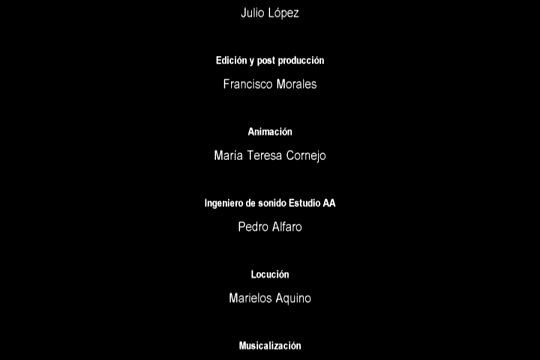 Julio López
Edición y post producción
Francisco Morales
Animación
María Teresa Cornejo
Ingeniero de sonido Estudio AA
Pedro Alfaro
Locución
Marielos Aquino
Musicalización